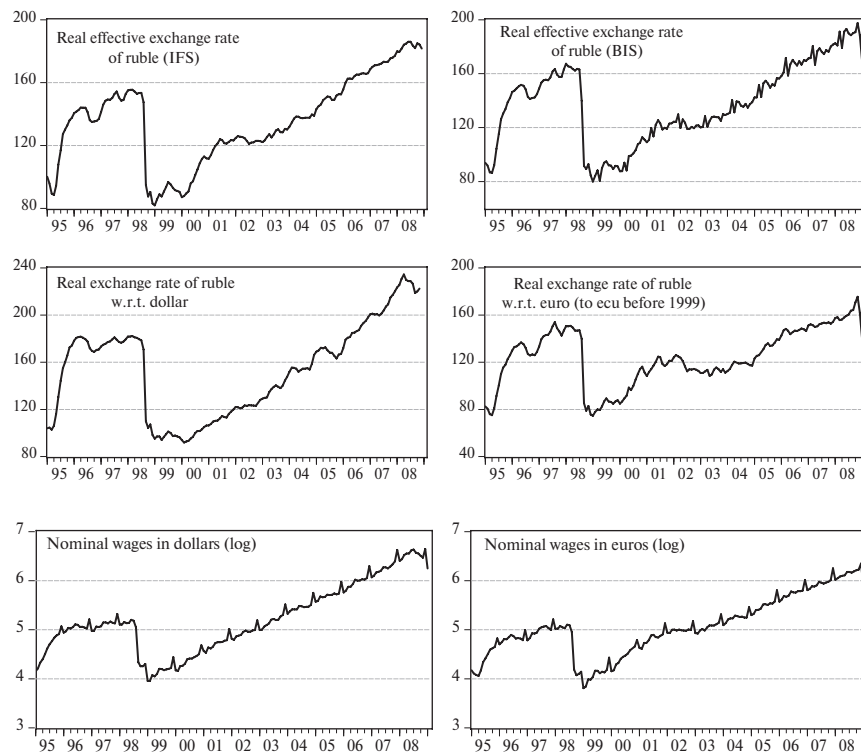 200
Real effective exchange rate
of ruble (IFS)
160
120
80
95 96 97 98 99 00 01 02 03 04 05 06 07 08
200
Real effective exchange rate
of ruble (BIS)
160
120
80
95 96 97 98 99 00 01 02 03 04 05 06 07 08
240
Real exchange rate of ruble
w.r.t. dollar
200
160
120
80
95 96 97 98 99 00 01 02 03 04 05 06 07 08
200
Real exchange rate of ruble
w.r.t. euro (to ecu before 1999)
160
120
80
40
95 96 97 98 99 00 01 02 03 04 05 06 07 08
7
Nominal wages in dollars (log)
6
5
4
3
95 96 97 98 99 00 01 02 03 04 05 06 07 08
7
Nominal wages in euros (log)
6
5
4
3
95 96 97 98 99 00 01 02 03 04 05 06 07 08